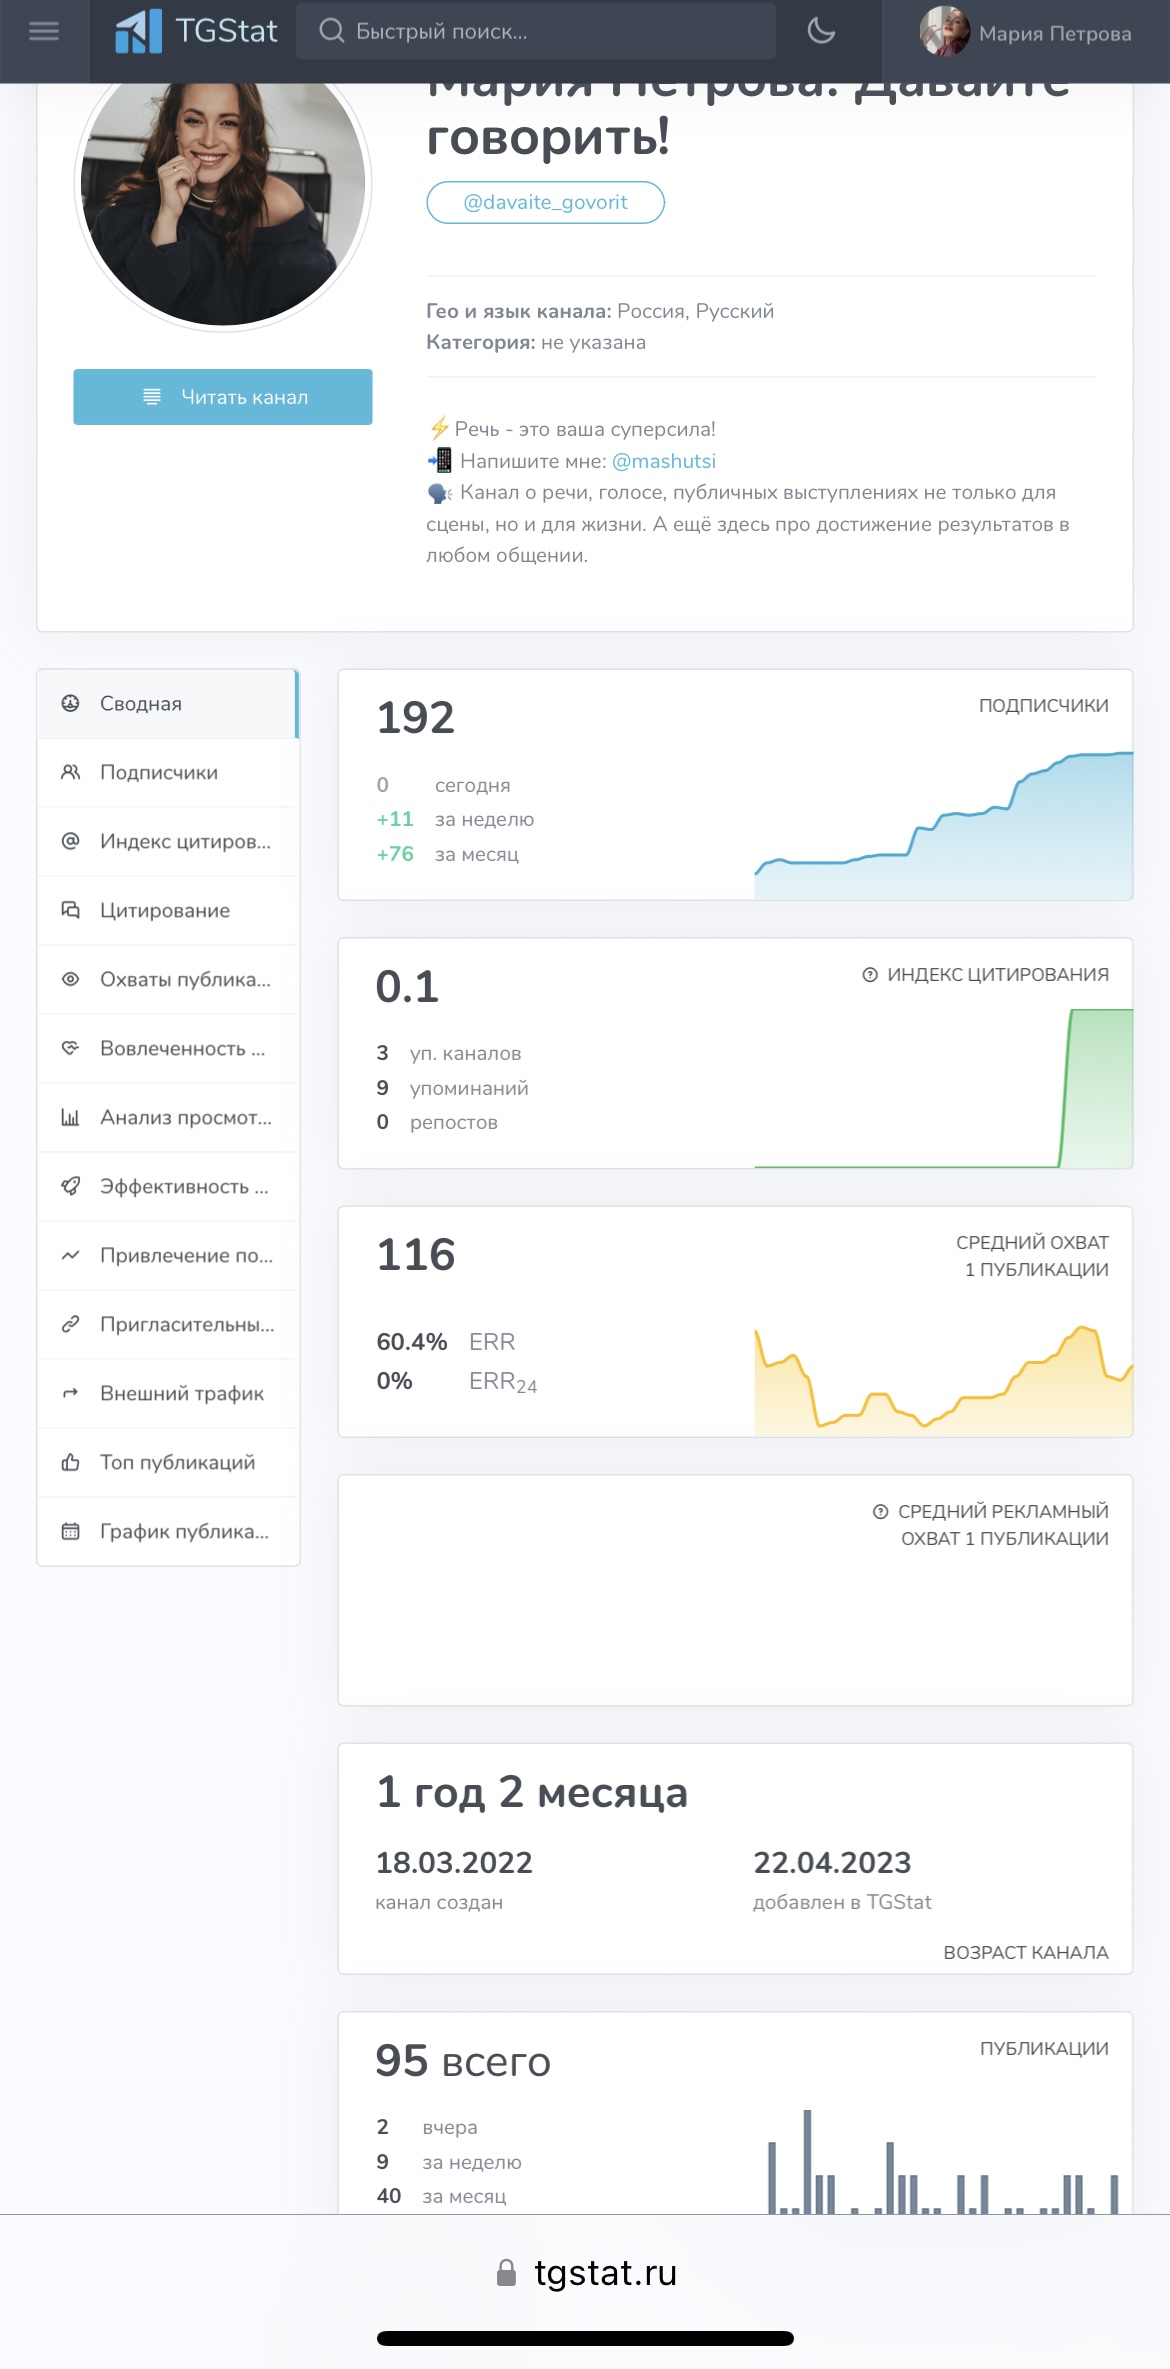 TGStat
Быстрый поиск...
Мария Петрова
Мария Петрова: Давайте
говорить!
@davaite_govorit
Гео и язык канала: Россия, Русский
Категория: не указана
Читать канал
⚡Речь - это ваша суперсила!
📲 Напишите мне: @mashutsi
🗣 Канал о речи, голосе, публичных выступлениях не только для
сцены, но и для жизни. А ещё здесь про достижение результатов в
любом общении.
Сводная
Подписчики
Индекс цитиров...
Цитирование
Охваты публика...
Вовлеченность ...
Анализ просмот...
Эффективность ...
Привлечение по...
Пригласительны...
Внешний трафик
Топ публикаций
График публика...
192
ПОДПИСЧИКИ
0 сегодня
+11 за неделю
+76 за месяц
0.1
ИНДЕКС ЦИТИРОВАНИЯ
3 уп. каналов
9 упоминаний
0 репостов
116
СРЕДНИЙ ОХВАТ
1 ПУБЛИКАЦИИ
60.4% ERR
0% ERR24
СРЕДНИЙ РЕКЛАМНЫЙ
ОХВАТ 1 ПУБЛИКАЦИИ
1 год 2 месяца
18.03.2022
канал создан
22.04.2023
добавлен в TGStat
ВОЗРАСТ КАНАЛА
95 всего
ПУБЛИКАЦИИ
2 вчера
9 за неделю
40 за месяц
tgstat.ru